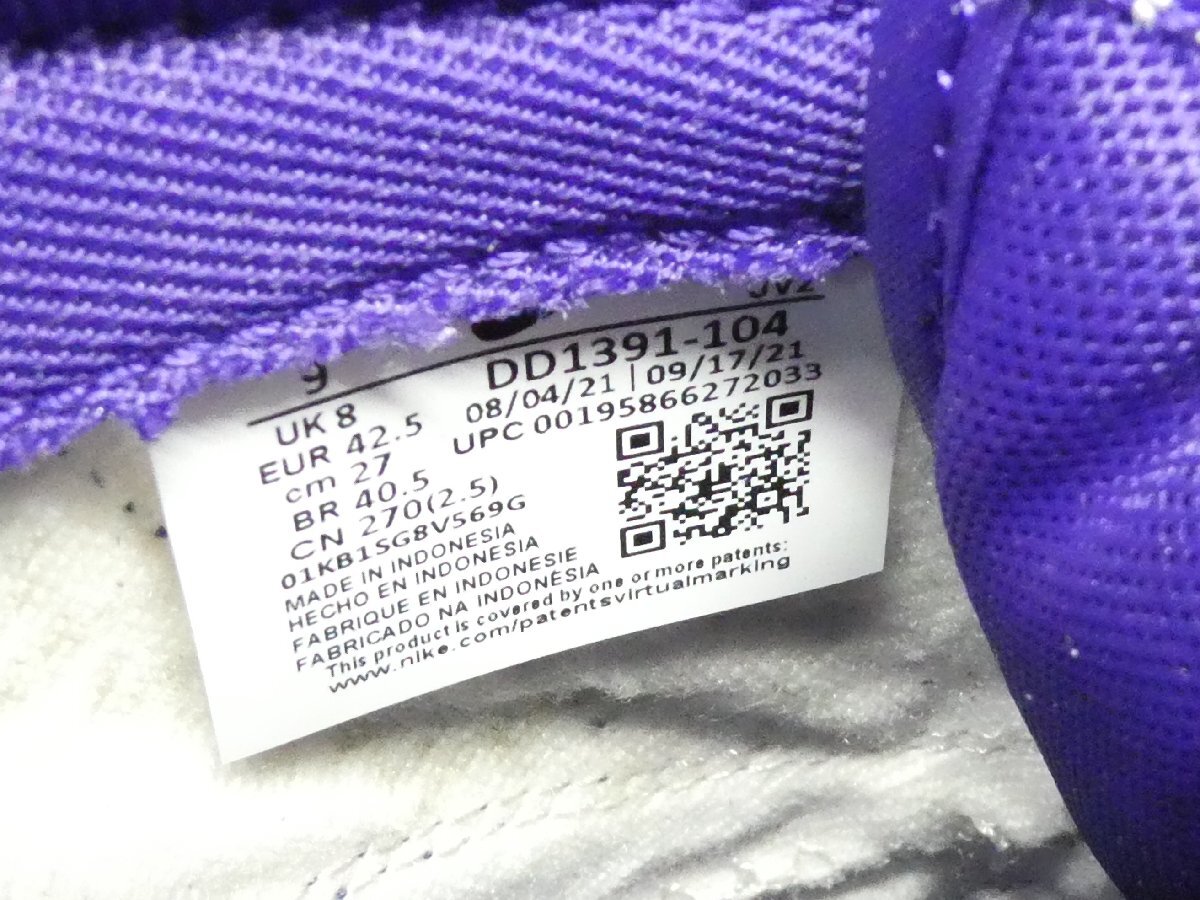 JV2
9
DD1391-104
08/04/21 | 09/17/21
UPC 00195866272033
UK 8
EUR 42.5
cm 27
BR 40.5
CN 270(2.5)
01KB1SG8V569G
MADE IN INDONESIA
HECHO EN INDONESIA
FABRIQUE EN INDONESIE
FABRICADO NA INDONÉSIA
This product is covered by one or more patents:
www.nike.com/patentsvirtualmarking